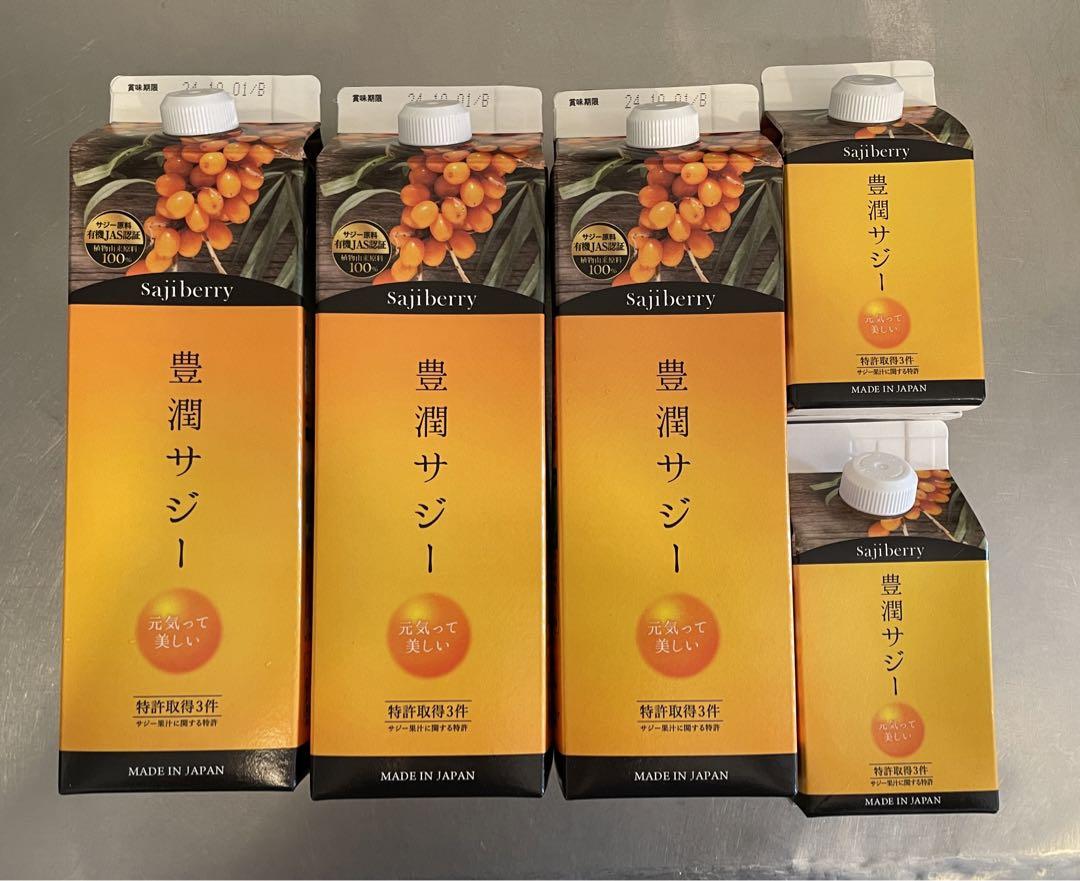 賞味期限 24.10.01/B
サジー原料
有機JAS認証
植物由来原料
100%
Sajiberry
豊潤サジー
元気って
美しい
特許取得3件
サジー果汁に関する特許
MADE IN JAPAN
賞味期限 24.10.01/B
サジー原料
有機JAS認証
植物由来原料
100%
Sajiberry
豊潤サジー
元気って
美しい
特許取得3件
サジー果汁に関する特許
MADE IN JAPAN
賞味期限 24.10.01/B
サジー原料
有機JAS認証
植物由来原料
100%
Sajiberry
豊潤サジー
元気って
美しい
特許取得3件
サジー果汁に関する特許
MADE IN JAPAN
Sajiberry
豊潤サジー
元気って
美しい
特許取得3件
サジー果汁に関する特許
MADE IN JAPAN
Sajiberry
豊潤サジー
元気って
美しい
特許取得3件
サジー果汁に関する特許
MADE IN JAPAN